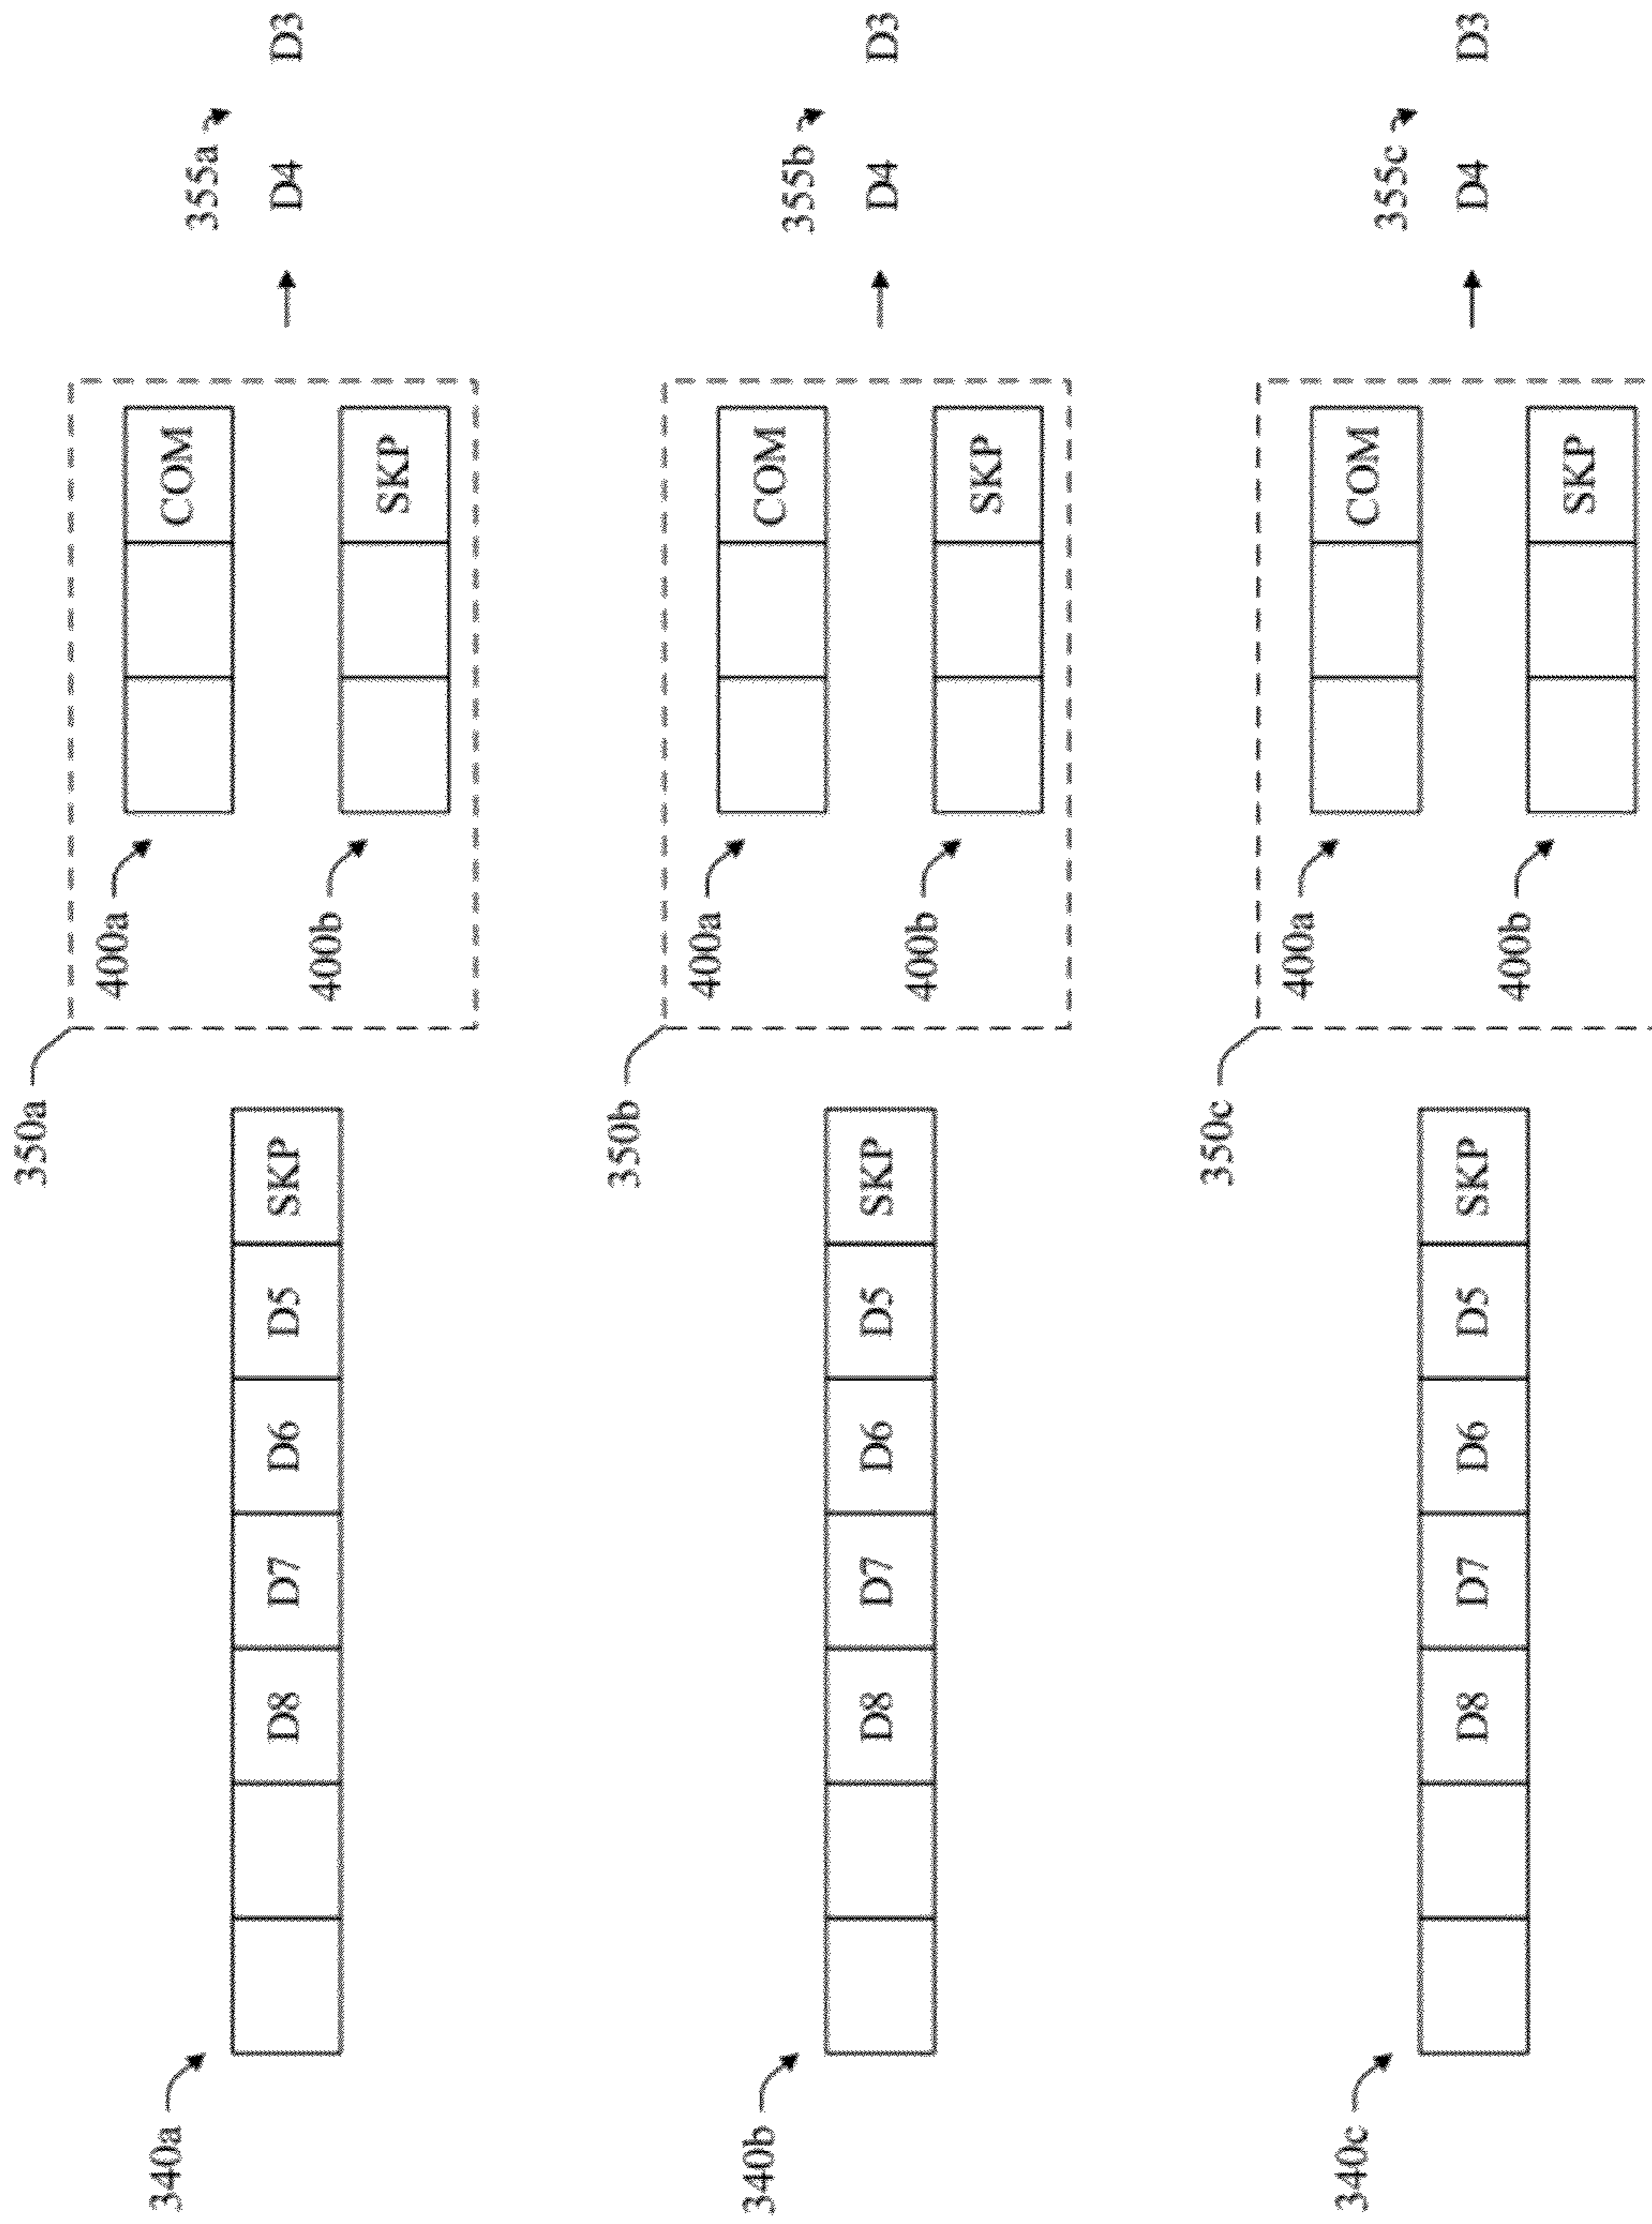 350a
400a
COM
355a
340a
D8
D7
D6
D5
SKP
D4
D3
400b
SKP
350b
400a
COM
355b
340b
D8
D7
D6
D5
SKP
D4
D3
400b
SKP
350c
400a
COM
355c
340c
D8
D7
D6
D5
SKP
D4
D3
400b
SKP